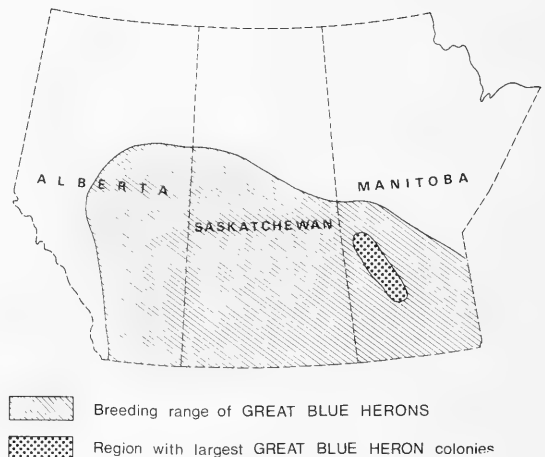 ALBERTA
MANITOBA
SASKATCHEWAN
Breeding range of GREAT BLUE HERONS
Region with largest GREAT BLUE HERON colonies